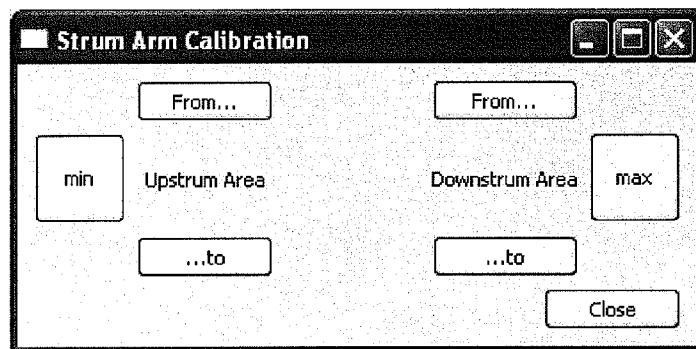 Strum Arm Calibration
From... From...
min Upstrum Area Downstrum Area max
...to ...to
Close